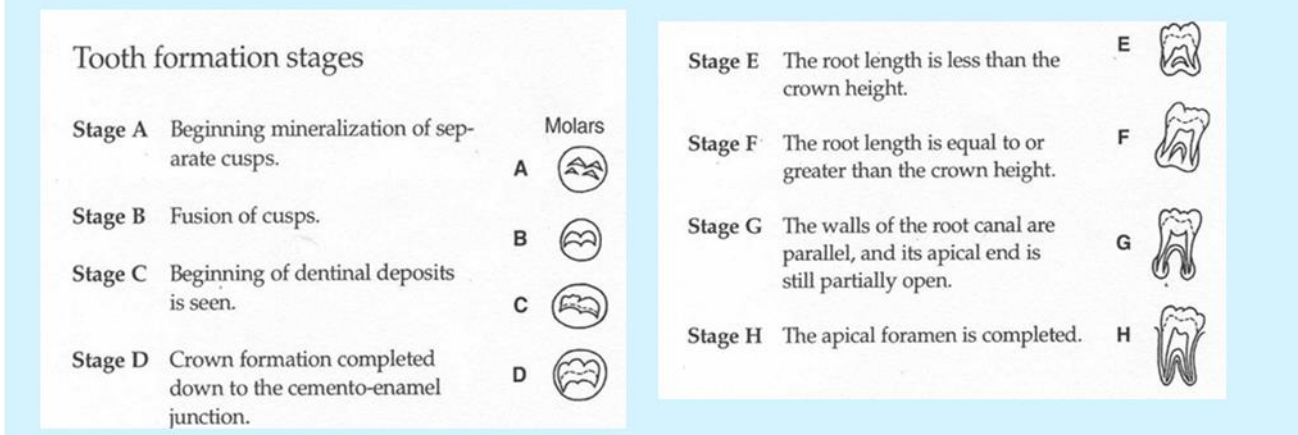 Tooth formation stages
Stage A Beginning mineralization of sep-
arate cusps.
Molars
A
Stage B Fusion of cusps.
B
Stage C Beginning of dentinal deposits
is seen.
C
Stage D Crown formation completed
down to the cemento-enamel
junction.
D
Stage E The root length is less than the
crown height.
E
Stage F The root length is equal to or
greater than the crown height.
F
Stage G The walls of the root canal are
parallel, and its apical end is
still partially open.
G
Stage H The apical foramen is completed.
H